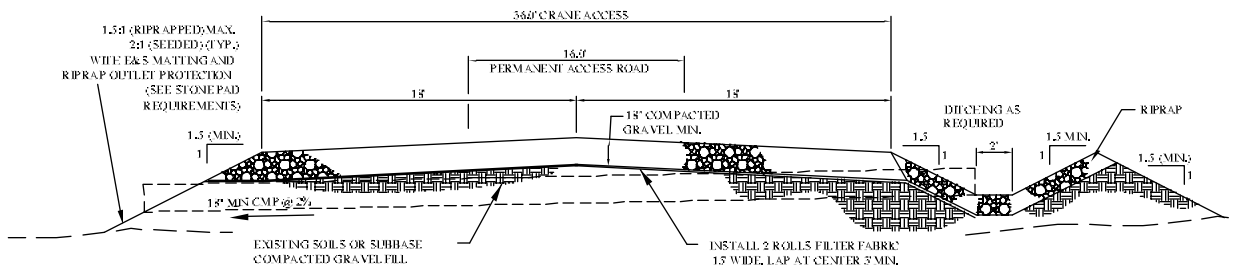 1.5:1 (RIPRAPPED) MAX.
2:1 (SEEDED) (TYP.)
WITH E&S MATTING AND
RIPRAP OUTLET PROTECTION
(SEE STONE PAD
REQUIREMENTS)
36.0' CRANE ACCESS
16.0'
PERMANENT ACCESS ROAD
18'
18'
18" COMPACTED
GRAVEL MIN.
DITCHING AS
REQUIRED
RIPRAP
1.5 (MIN.)
1
1.5
1
2'
1.5 MIN.
1
1.5 (MIN.)
1
18" MIN CMP @ 2%
EXISTING SOILS OR SUBBASE
COMPACTED GRAVEL FILL
INSTALL 2 ROLLS FILTER FABRIC
15' WIDE, LAP AT CENTER 3' MIN.